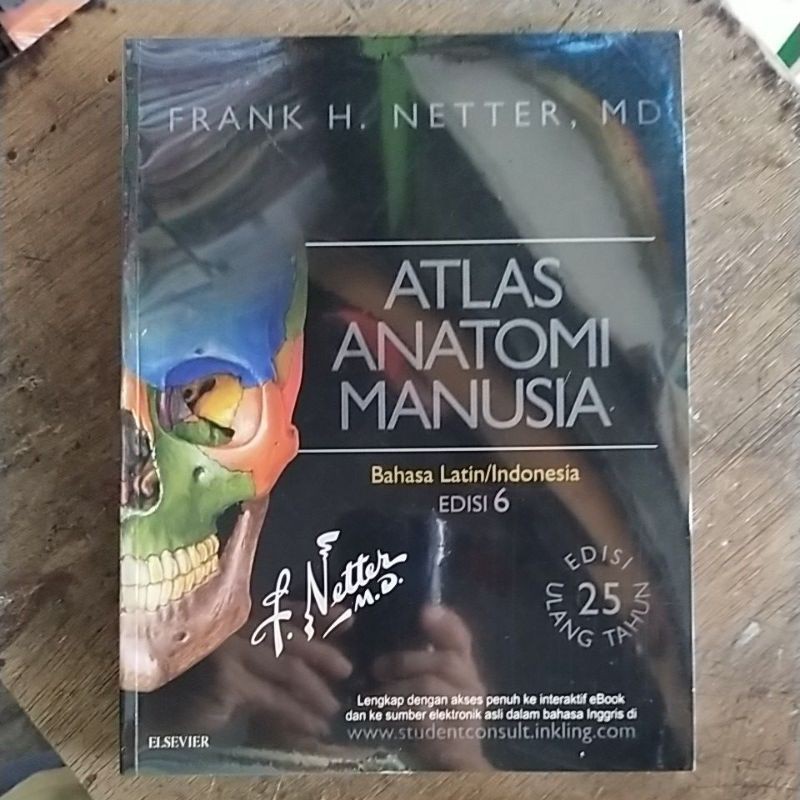 FRANK H. NETTER, MD
ATLAS
ANATOMI
MANUSIA
Bahasa Latin/Indonesia
EDISI 6
F. Netter
M.D.
EDISI
25
ULANG TAHUN
Lengkap dengan akses penuh ke interaktif eBook
dan ke sumber elektronik asli dalam bahasa Inggris di
www.studentconsult.inkling.com
ELSEVIER